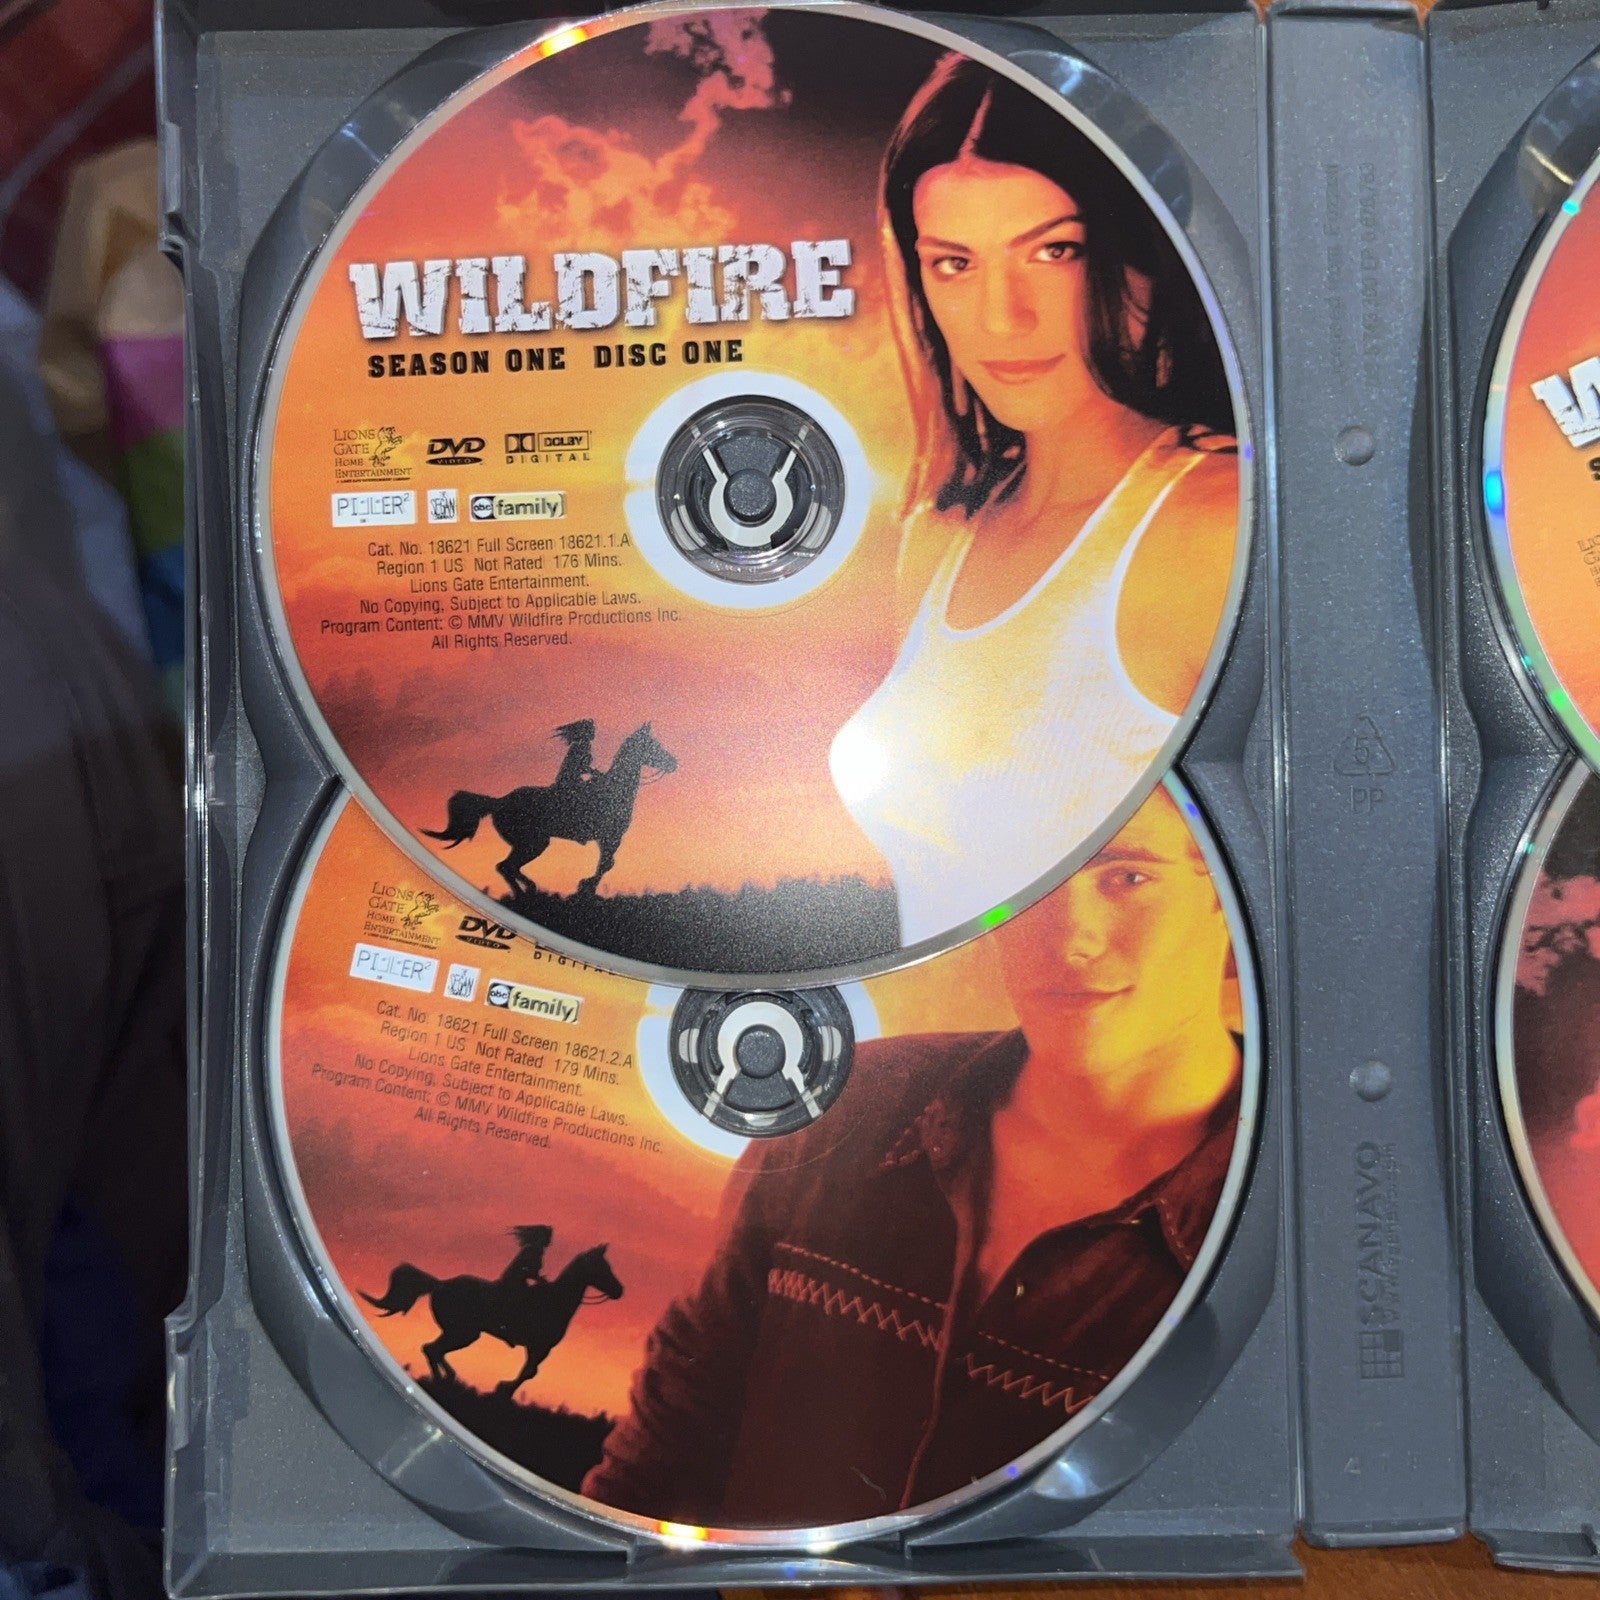 WILDFIRE
SEASON ONE DISC ONE
LIONS
GATE
HOME
ENTERTAINMENT
DVD
VIDEO
DOLBY
DIGITAL
PILLER²
SEGAN
abc family
Cat. No. 18621 Full Screen 18621.1.A
Region 1 US Not Rated 176 Mins.
Lions Gate Entertainment.
No Copying, Subject to Applicable Laws.
Program Content: © MMV Wildfire Productions Inc.
All Rights Reserved.
LIONS
GATE
HOME
ENTERTAINMENT
DVD
VIDEO
DIGITAL
PILLER²
SEGAN
abc family
Cat. No. 18621 Full Screen 18621.2.A
Region 1 US Not Rated 179 Mins.
Lions Gate Entertainment.
No Copying, Subject to Applicable Laws.
Program Content: © MMV Wildfire Productions Inc.
All Rights Reserved.
5
PP
SCANAVO